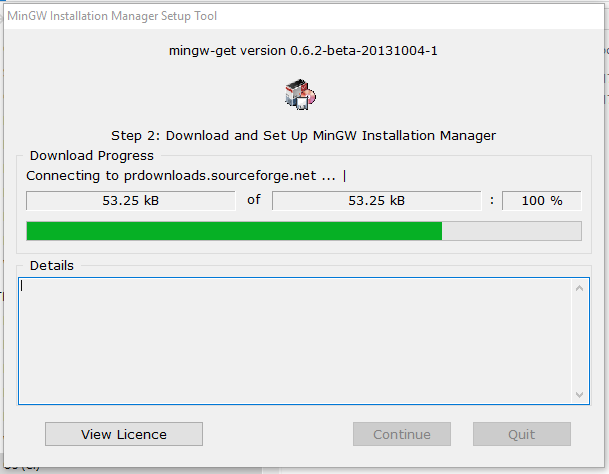 MinGW Installation Manager Setup Tool
mingw-get version 0.6.2-beta-20131004-1
Step 2: Download and Set Up MinGW Installation Manager
Download Progress
Connecting to prdownloads.sourceforge.net ... |
53.25 kB of 53.25 kB : 100 %
Details
View Licence Continue Quit